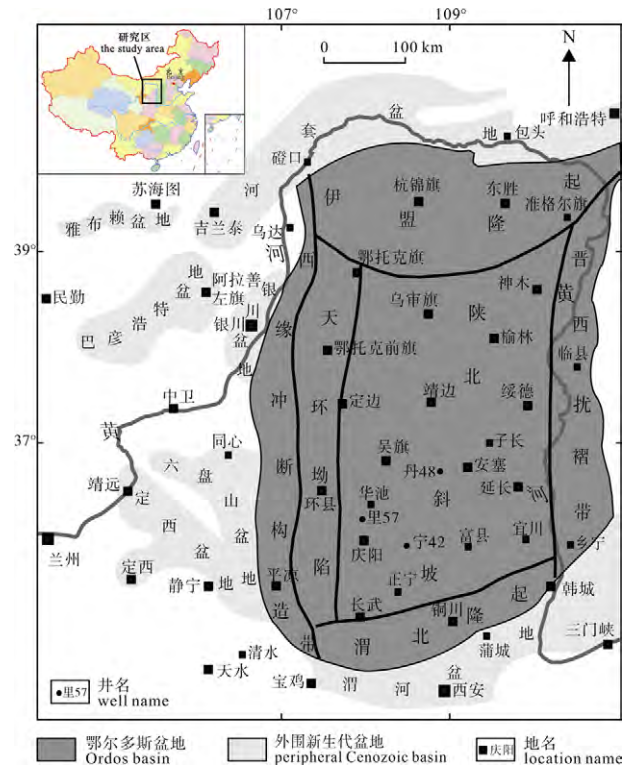 107°
109°
研究区
the study area
0
100 km
N
呼和浩特
包头
河套盆地
磴口
杭锦旗
东胜
准格尔旗
伊盟隆起
苏海图
雅布赖盆地
吉兰泰
乌达
39°
鄂托克旗
神木
阿拉善
左旗
民勤
巴彦浩特盆地
银川盆地
银川
乌审旗
榆林
临县
鄂托克前旗
晋西扰褶带
黄河
西缘冲断构造带
天环坳陷
陕北斜坡
中卫
定边
靖边
绥德
37°
同心
子长
吴旗
丹48
安塞
靖远
六盘山盆地
环县
华池
延长
里57
兰州
庆阳
宁42
富县
宜川
乡宁
定西盆地
定西
静宁
平凉
正宁
韩城
长武
铜川
渭北隆起
三门峡
清水
蒲城
天水
宝鸡
渭河盆地
西安
里57
井名
well name
鄂尔多斯盆地
Ordos basin
外围新生代盆地
peripheral Cenozoic basin
庆阳
地名
location name